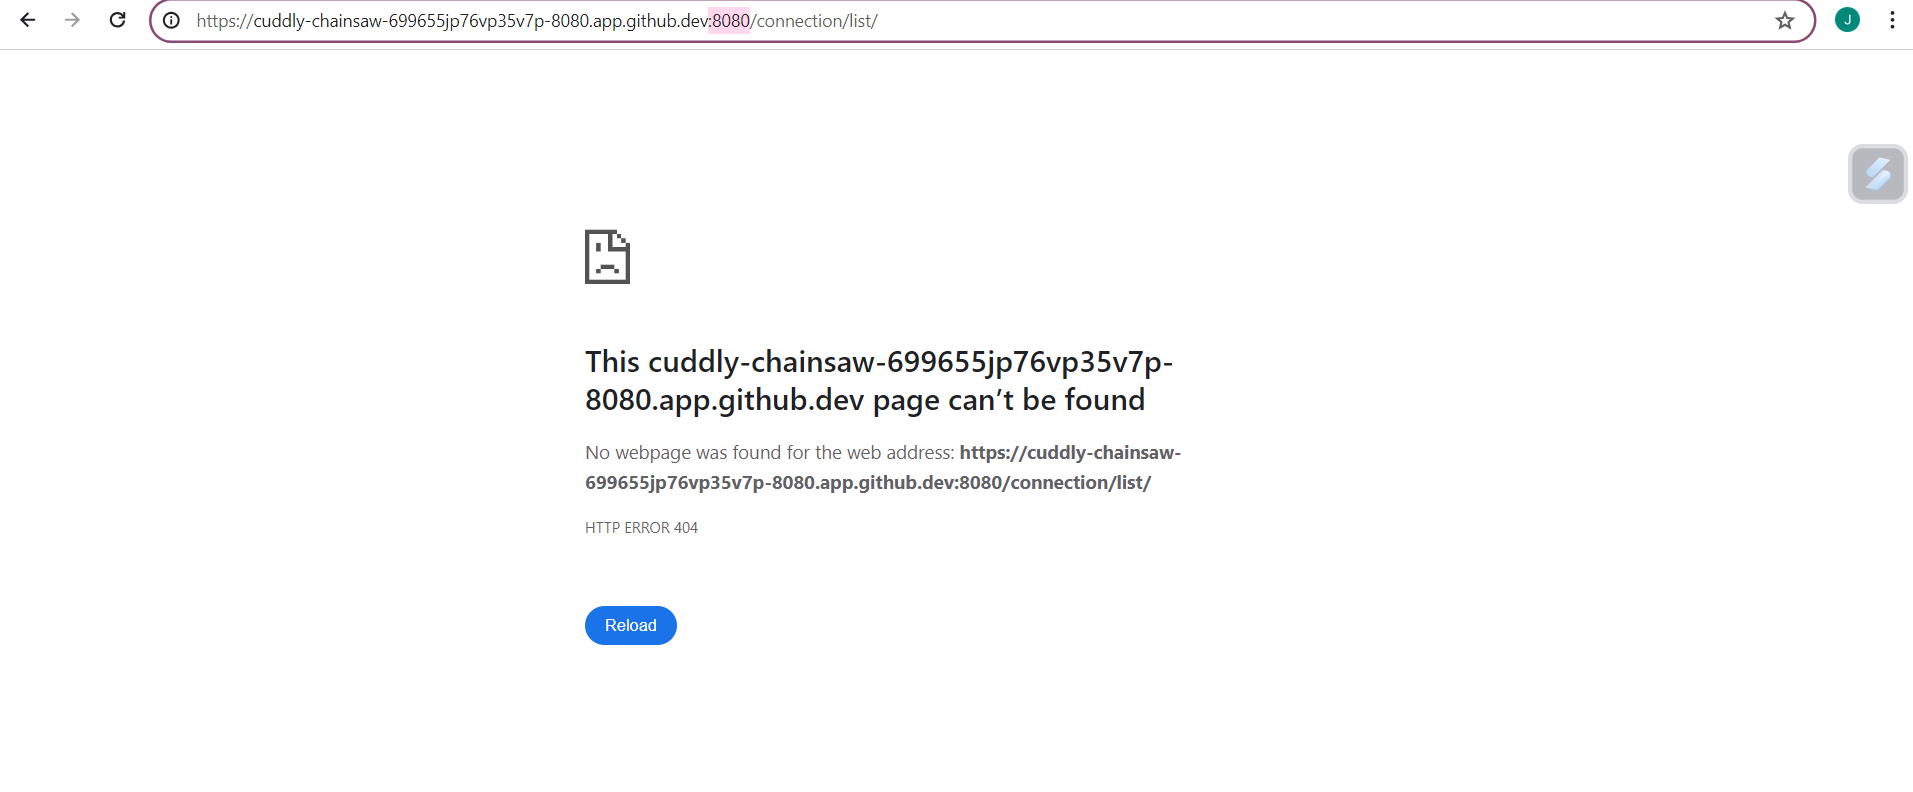 https://cuddly-chainsaw-699655jp76vp35v7p-8080.app.github.dev:8080/connection/list/
J
This cuddly-chainsaw-699655jp76vp35v7p-
8080.app.github.dev page can’t be found
No webpage was found for the web address: https://cuddly-chainsaw-
699655jp76vp35v7p-8080.app.github.dev:8080/connection/list/
HTTP ERROR 404
Reload